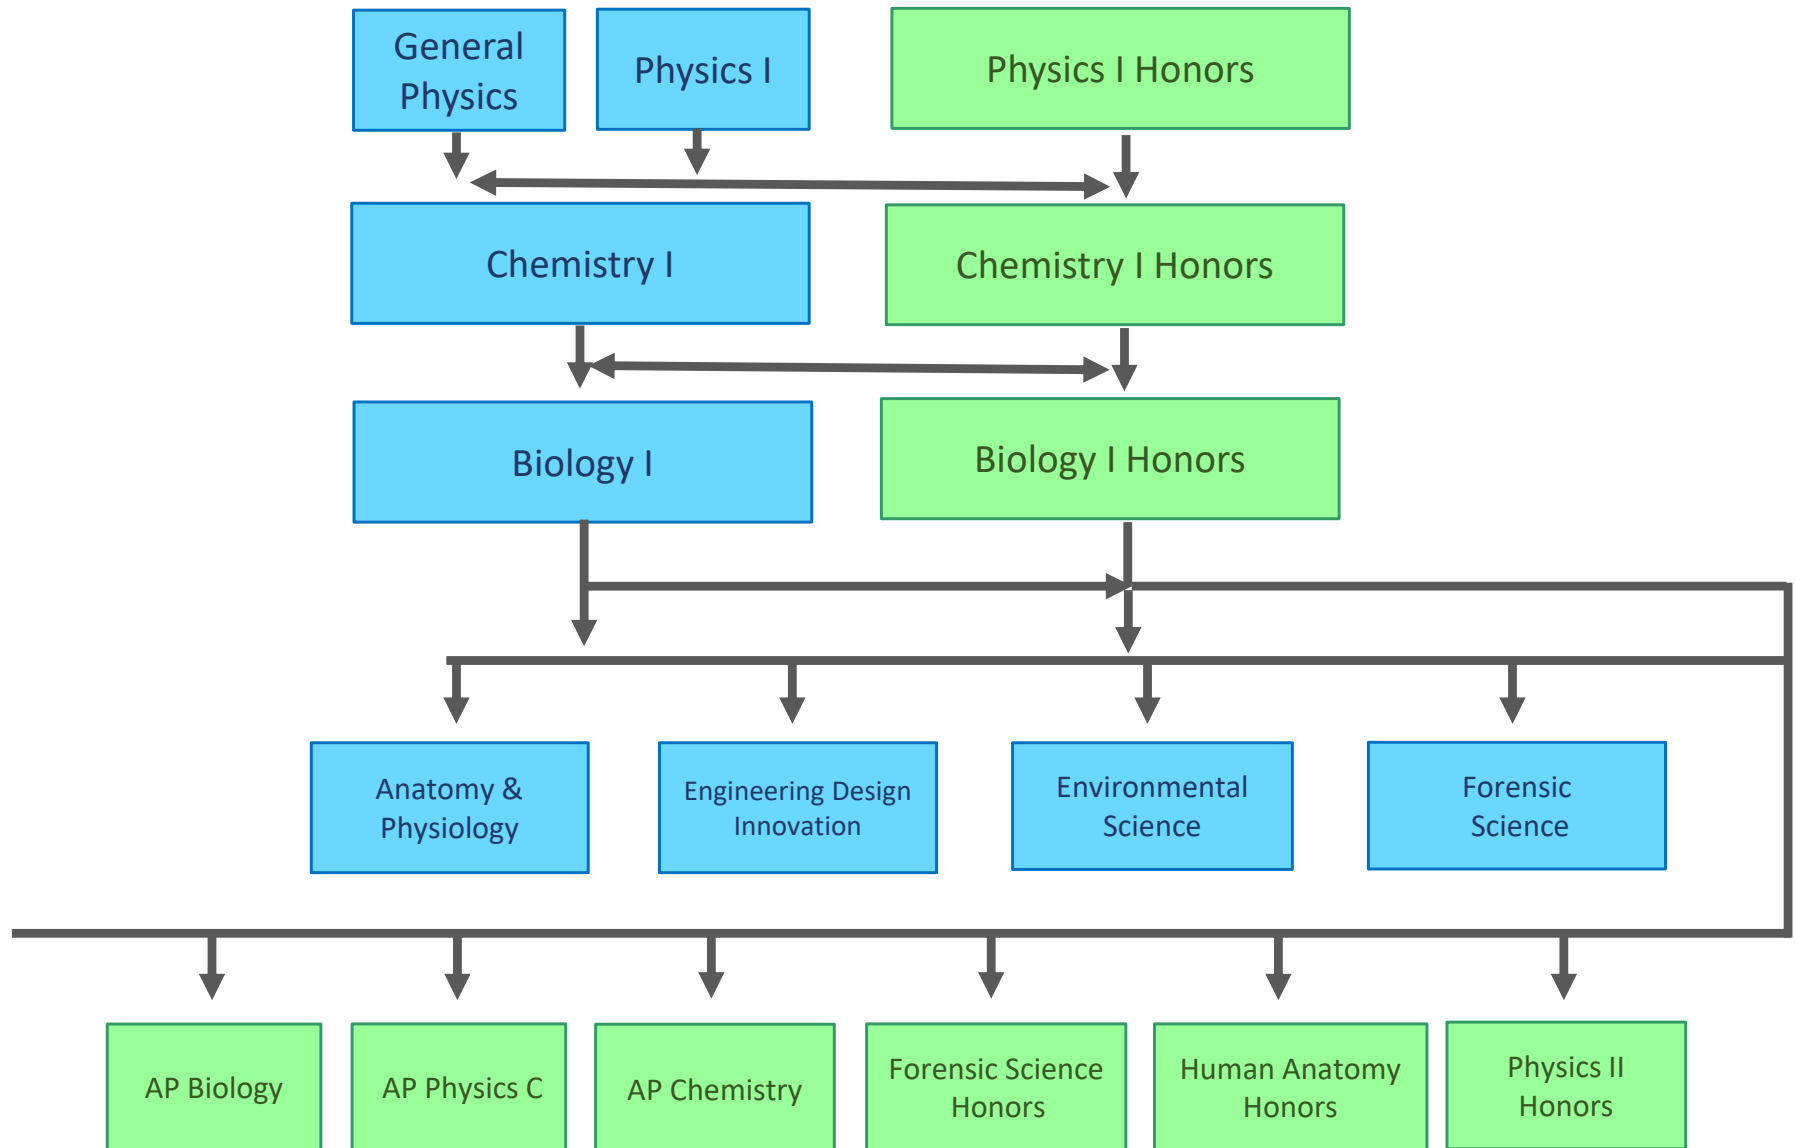 General
Physics
Physics I
Physics I Honors
Chemistry I
Chemistry I Honors
Biology I
Biology I Honors
Anatomy &
Physiology
Engineering Design
Innovation
Environmental
Science
Forensic
Science
AP Biology
AP Physics C
AP Chemistry
Forensic Science
Honors
Human Anatomy
Honors
Physics II
Honors